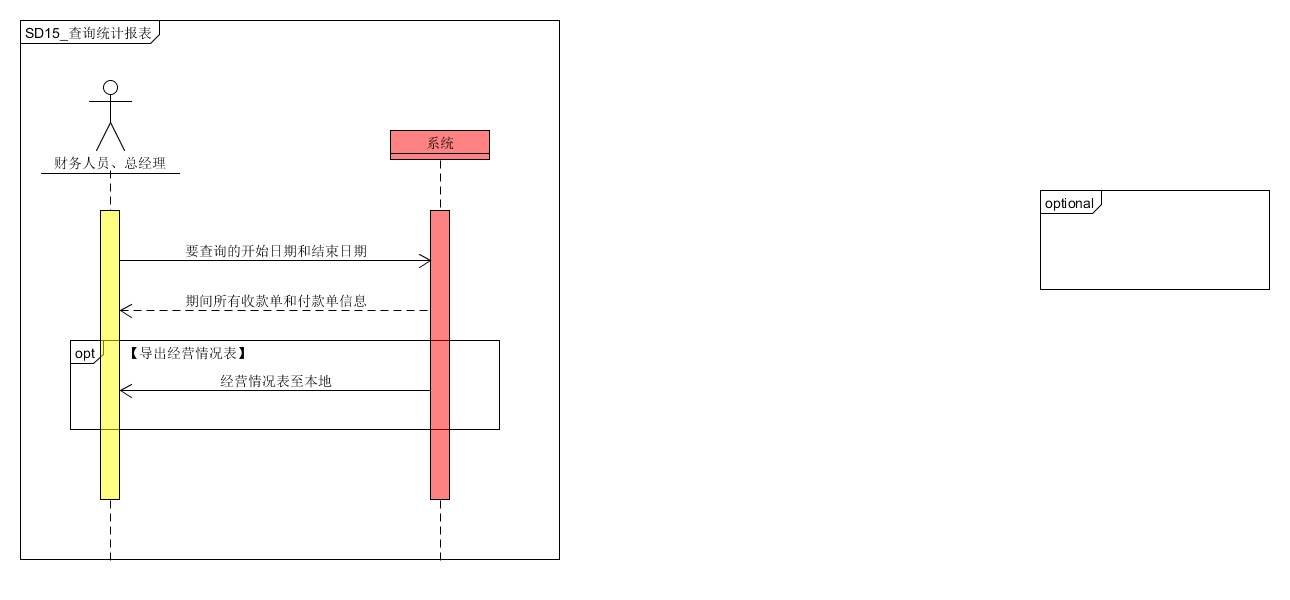 SD15_查询统计报表
系统
财务人员、总经理
optional
要查询的开始日期和结束日期
期间所有收款单和付款单信息
opt
【导出经营情况表】
经营情况表至本地